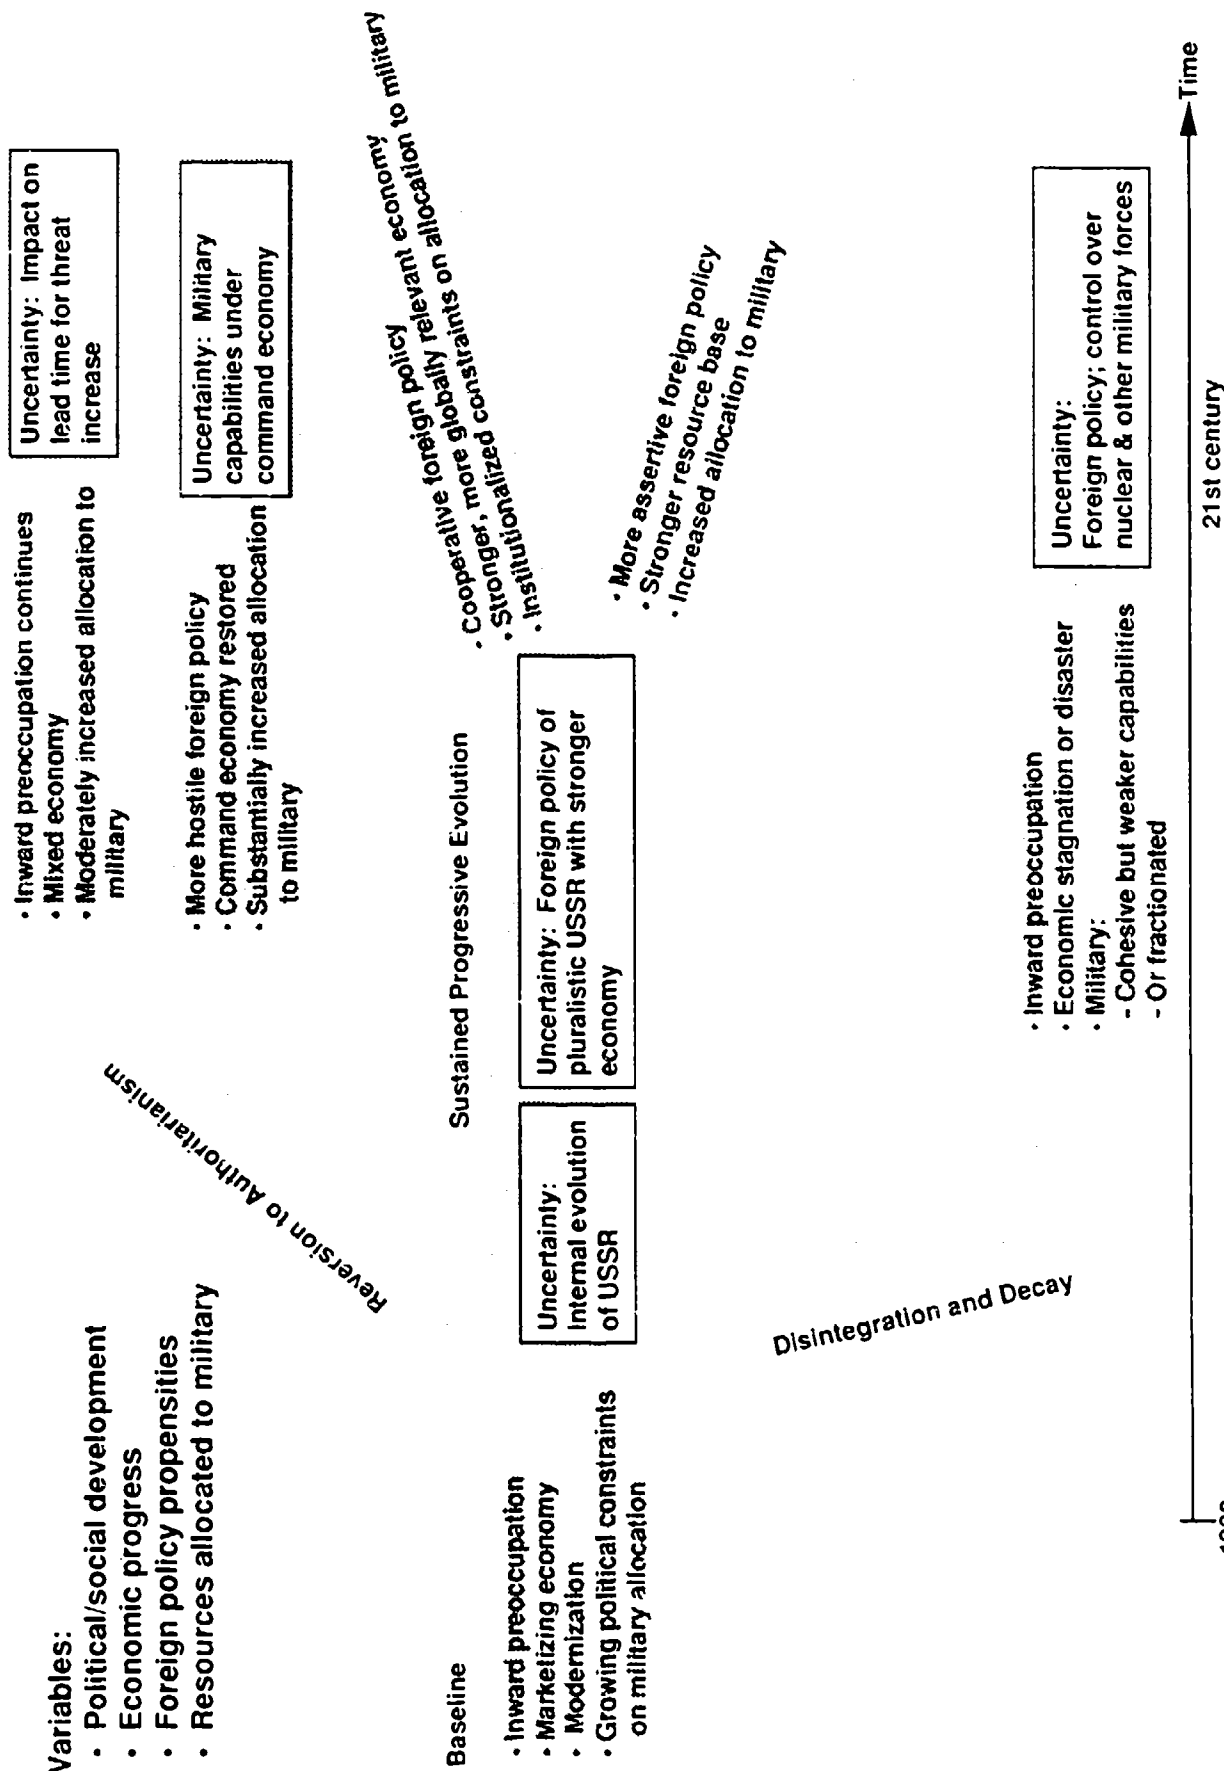 Variables:
• Political/social development
• Economic progress
• Foreign policy propensities
• Resources allocated to military
Reversion to Authoritarianism
• Inward preoccupation continues
• Mixed economy
• Moderately increased allocation to
military
Uncertainty: Impact on
lead time for threat
increase
• More hostile foreign policy
• Command economy restored
• Substantially increased allocation
to military
Uncertainty: Military
capabilities under
command economy
Baseline
• Inward preoccupation
• Marketizing economy
• Modernization
• Growing political constraints
on military allocation
Uncertainty:
Internal evolution
of USSR
Sustained Progressive Evolution
Uncertainty: Foreign policy of
pluralistic USSR with stronger
economy
• Cooperative foreign policy
• Stronger, more globally relevant economy
• Institutionalized constraints on allocation to military
• More assertive foreign policy
• Stronger resource base
• Increased allocation to military
Disintegration and Decay
• Inward preoccupation
• Economic stagnation or disaster
• Military:
- Cohesive but weaker capabilities
- Or fractionated
Uncertainty:
Foreign policy; control over
nuclear & other military forces
Time
21st century